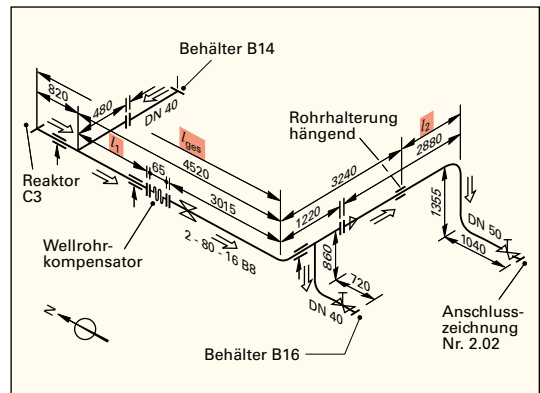 Behälter B14
820
480
DN 40
l1
lges
4520
65
3015
Reaktor
C3
Wellrohr-
kompensator
2 - 80 - 16 B8
Rohrhalterung
hängend
l2
2880
3240
1220
860
720
DN 40
Behälter B16
1355
DN 50
1040
Anschluss-
zeichnung
Nr. 2.02
N